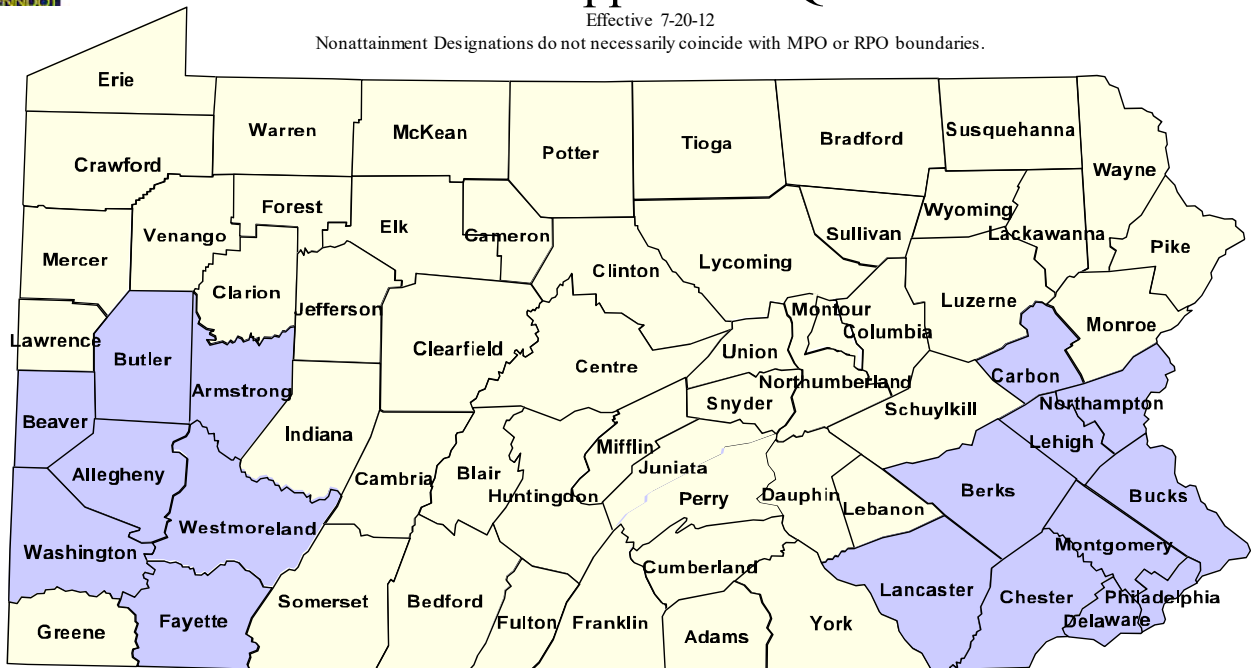 Effective 7-20-12
Nonattainment Designations do not necessarily coincide with MPO or RPO boundaries.
Erie
Warren
McKean
Potter
Tioga
Bradford
Susquehanna
Crawford
Wayne
Forest
Venango
Elk
Cameron
Wyoming
Lackawanna
Sullivan
Pike
Mercer
Clinton
Lycoming
Clarion
Jefferson
Luzerne
Montour
Columbia
Monroe
Lawrence
Butler
Clearfield
Union
Centre
Armstrong
Northumberland
Carbon
Snyder
Northampton
Schuylkill
Beaver
Indiana
Mifflin
Lehigh
Allegheny
Cambria
Blair
Juniata
Huntingdon
Perry
Dauphin
Lebanon
Berks
Bucks
Westmoreland
Washington
Montgomery
Cumberland
Lancaster
Chester
Philadelphia
Somerset
Bedford
Fayette
Fulton
Franklin
York
Delaware
Greene
Adams